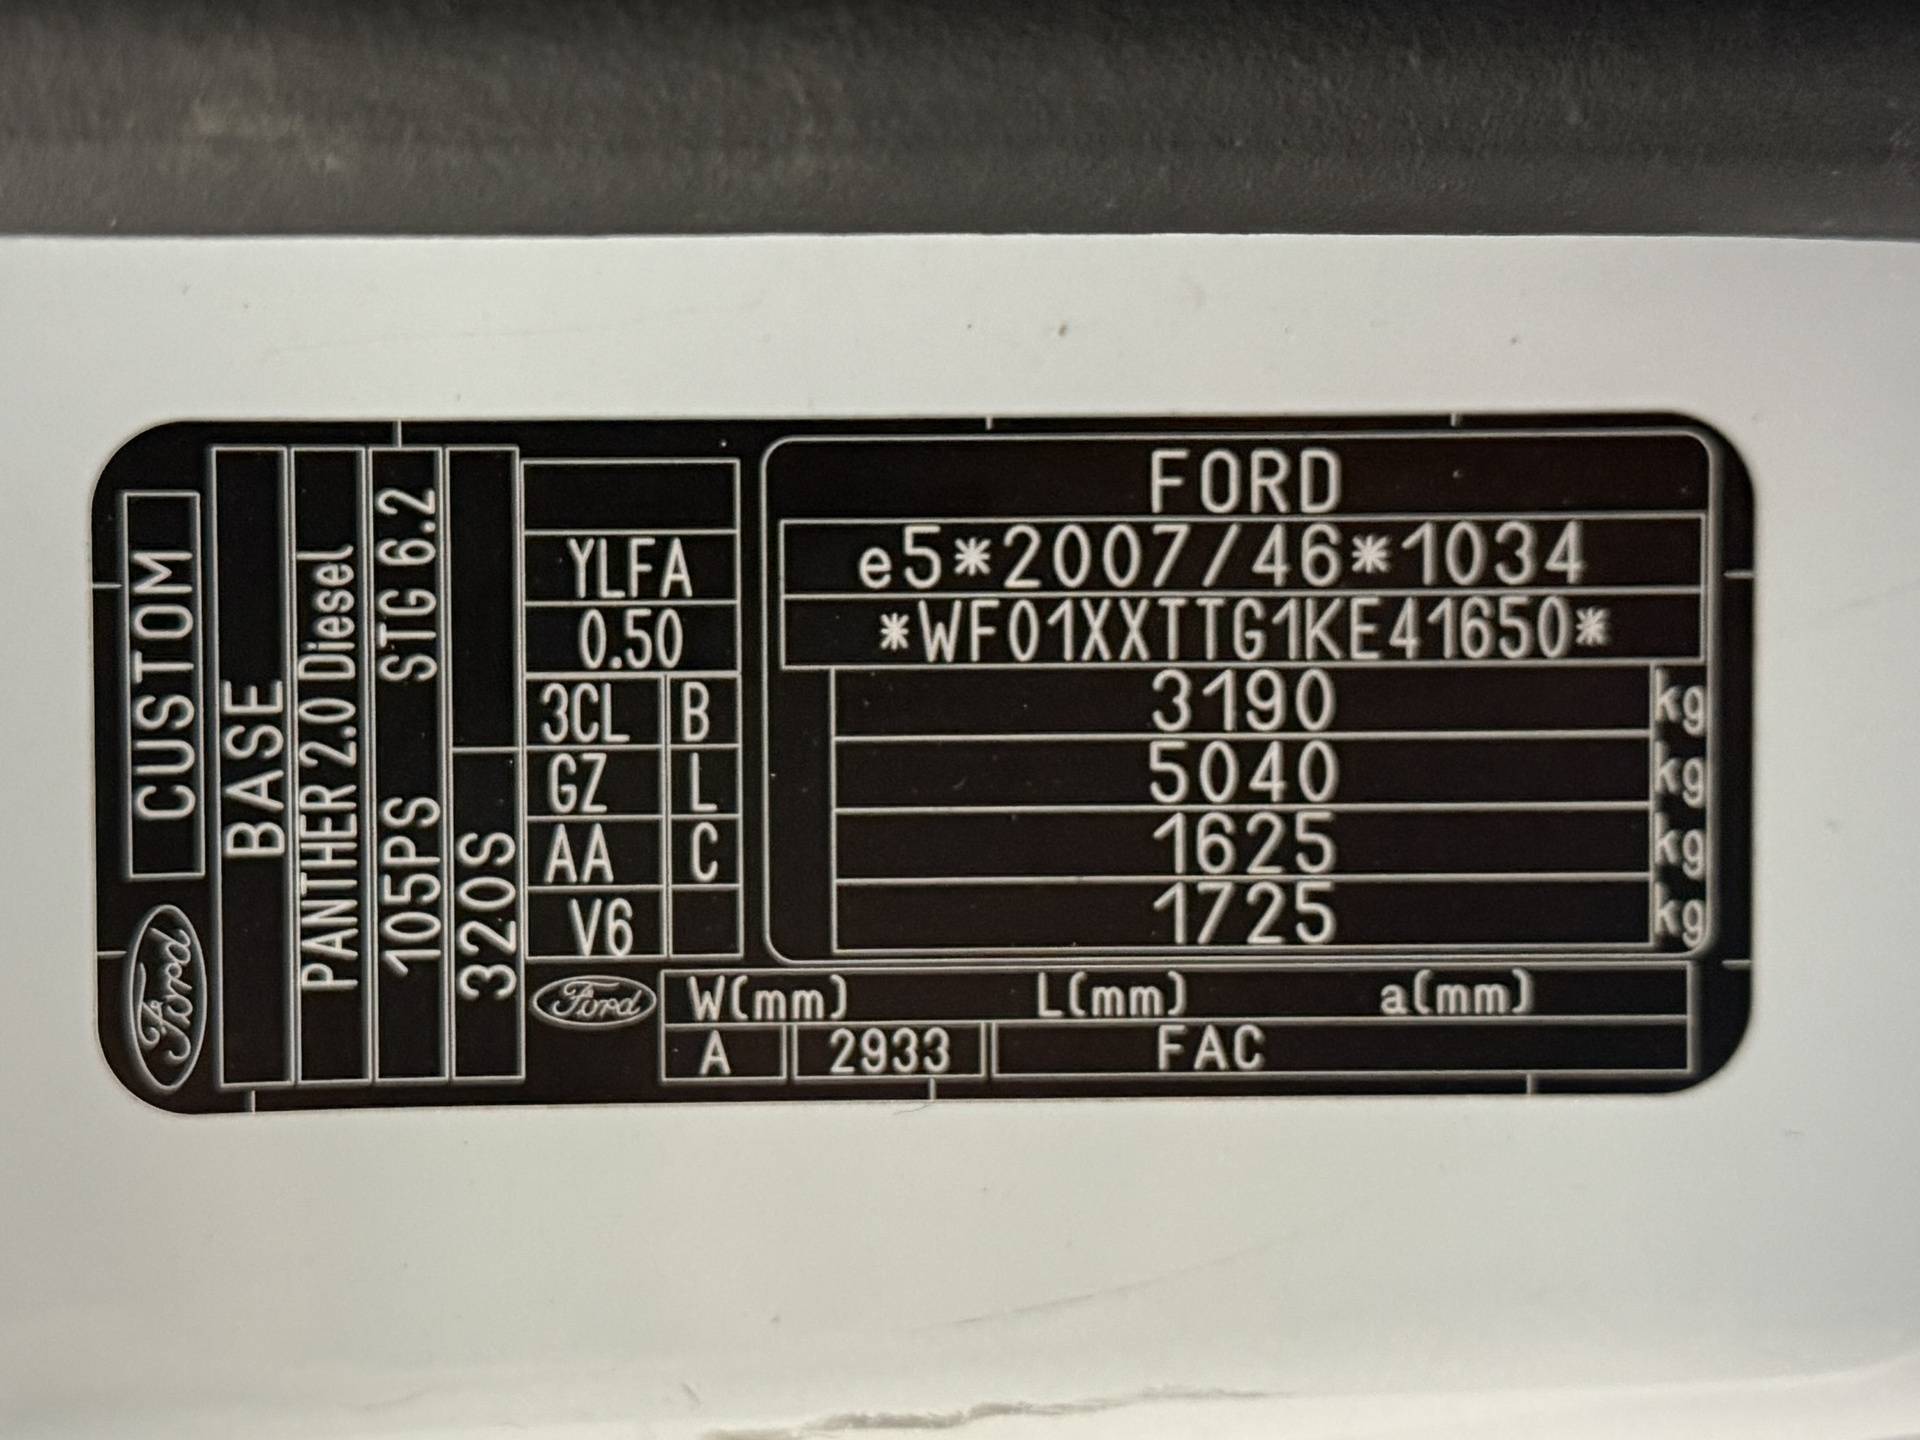 Ford
CUSTOM
BASE
PANTHER 2.0 Diesel
105PS STG 6.2
320S
YLFA
0.50
3CL B
GZ L
AA C
V6
FORD
e5*2007/46*1034
*WF01XXTTG1KE41650*
3190 kg
5040 kg
1625 kg
1725 kg
Ford
W(mm) L(mm) a(mm)
A 2933 FAC